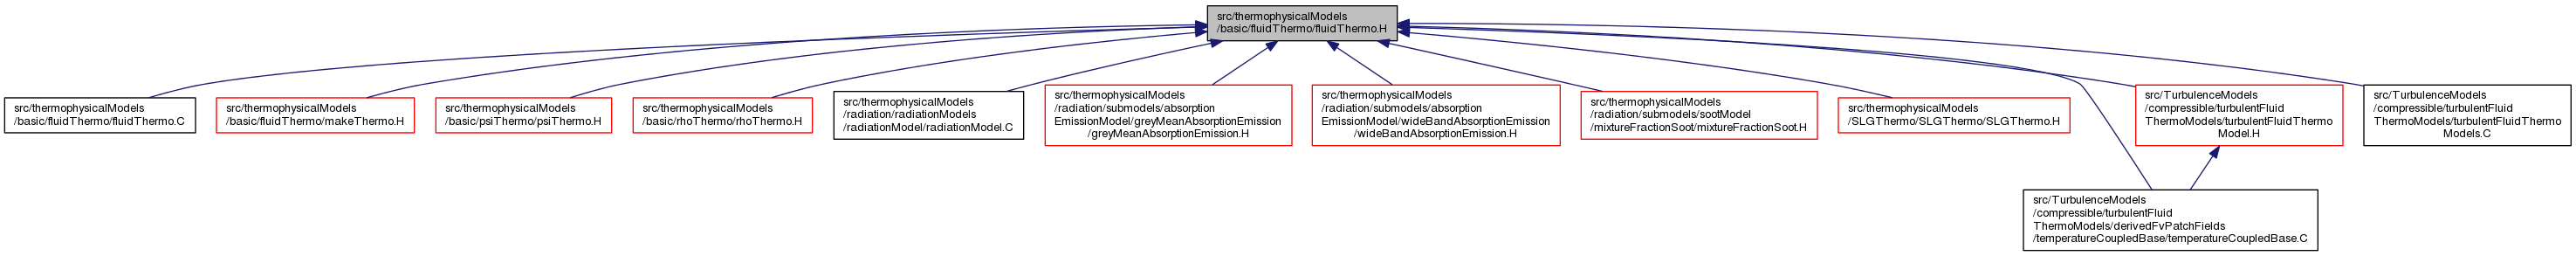 src/thermophysicalModels
/basic/fluidThermo/fluidThermo.H
src/thermophysicalModels
/basic/fluidThermo/fluidThermo.C
src/thermophysicalModels
/basic/fluidThermo/makeThermo.H
src/thermophysicalModels
/basic/psiThermo/psiThermo.H
src/thermophysicalModels
/basic/rhoThermo/rhoThermo.H
src/thermophysicalModels
/radiation/radiationModels
/radiationModel/radiationModel.C
src/thermophysicalModels
/radiation/submodels/absorption
EmissionModel/greyMeanAbsorptionEmission
/greyMeanAbsorptionEmission.H
src/thermophysicalModels
/radiation/submodels/absorption
EmissionModel/wideBandAbsorptionEmission
/wideBandAbsorptionEmission.H
src/thermophysicalModels
/radiation/submodels/sootModel
/mixtureFractionSoot/mixtureFractionSoot.H
src/thermophysicalModels
/SLGThermo/SLGThermo/SLGThermo.H
src/TurbulenceModels
/compressible/turbulentFluid
ThermoModels/turbulentFluidThermo
Model.H
src/TurbulenceModels
/compressible/turbulentFluid
ThermoModels/turbulentFluidThermo
Models.C
src/TurbulenceModels
/compressible/turbulentFluid
ThermoModels/derivedFvPatchFields
/temperatureCoupledBase/temperatureCoupledBase.C